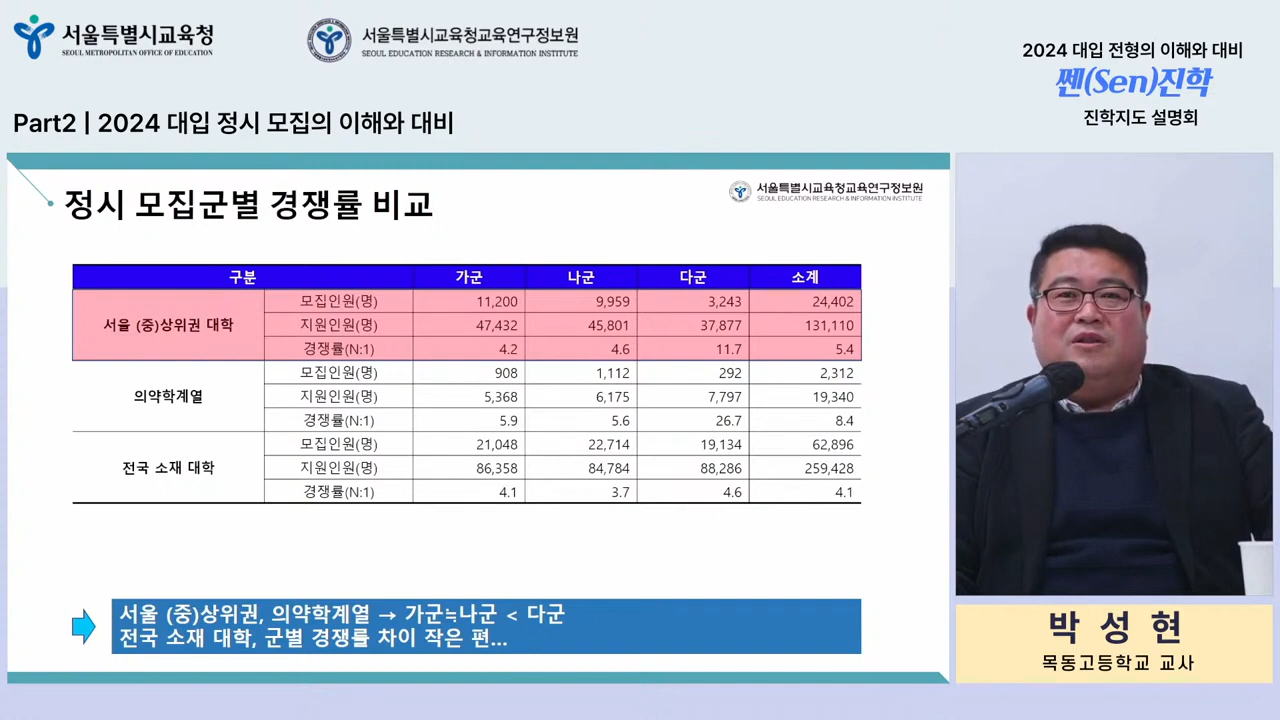 서울특별시교육청
SEOUL METROPOLITAN OFFICE OF EDUCATION
서울특별시교육청교육연구정보원
SEOUL EDUCATION RESEARCH & INFORMATION INSTITUTE
2024 대입 전형의 이해와 대비
쎈(Sen)진학
진학지도 설명회
Part2 | 2024 대입 정시 모집의 이해와 대비
정시 모집군별 경쟁률 비교
서울특별시교육청교육연구정보원
SEOUL EDUCATION RESEARCH & INFORMATION INSTITUTE
구분 가군 나군 다군 소계
서울 (중)상위권 대학
모집인원(명) 11,200 9,959 3,243 24,402
지원인원(명) 47,432 45,801 37,877 131,110
경쟁률(N:1) 4.2 4.6 11.7 5.4
의약학계열
모집인원(명) 908 1,112 292 2,312
지원인원(명) 5,368 6,175 7,797 19,340
경쟁률(N:1) 5.9 5.6 26.7 8.4
전국 소재 대학
모집인원(명) 21,048 22,714 19,134 62,896
지원인원(명) 86,358 84,784 88,286 259,428
경쟁률(N:1) 4.1 3.7 4.6 4.1
서울 (중)상위권, 의약학계열 → 가군≒나군 < 다군
전국 소재 대학, 군별 경쟁률 차이 작은 편...
박 성 현
목동고등학교 교사